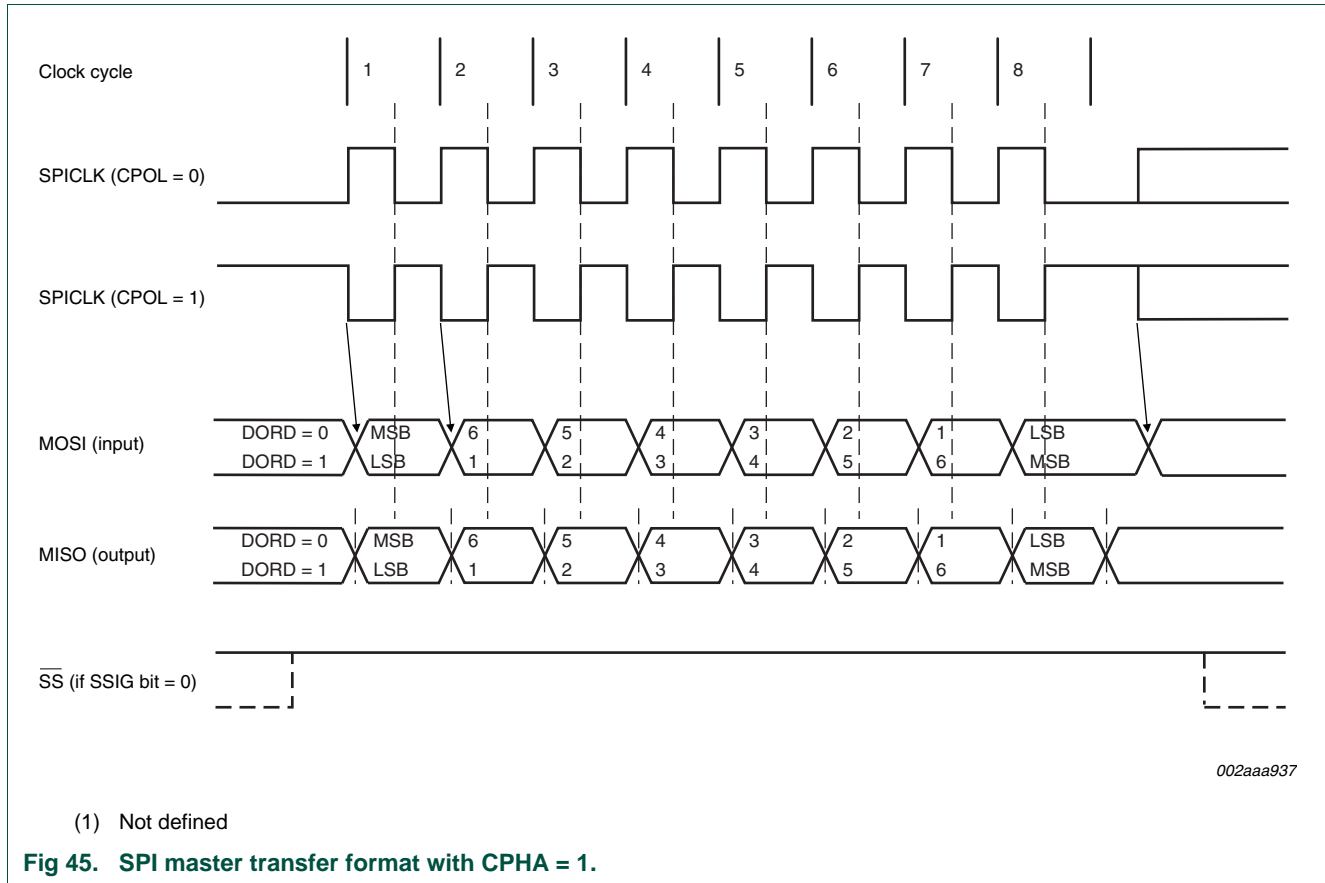 Clock cycle 1 2 3 4 5 6 7 8
SPICLK (CPOL = 0)
SPICLK (CPOL = 1)
MOSI (input)
DORD = 0 MSB 6 5 4 3 2 1 LSB
DORD = 1 LSB 1 2 3 4 5 6 MSB
MISO (output)
DORD = 0 MSB 6 5 4 3 2 1 LSB
DORD = 1 LSB 1 2 3 4 5 6 MSB
S̅S̅ (if SSIG bit = 0)
002aaa937
(1) Not defined
Fig 45. SPI master transfer format with CPHA = 1.